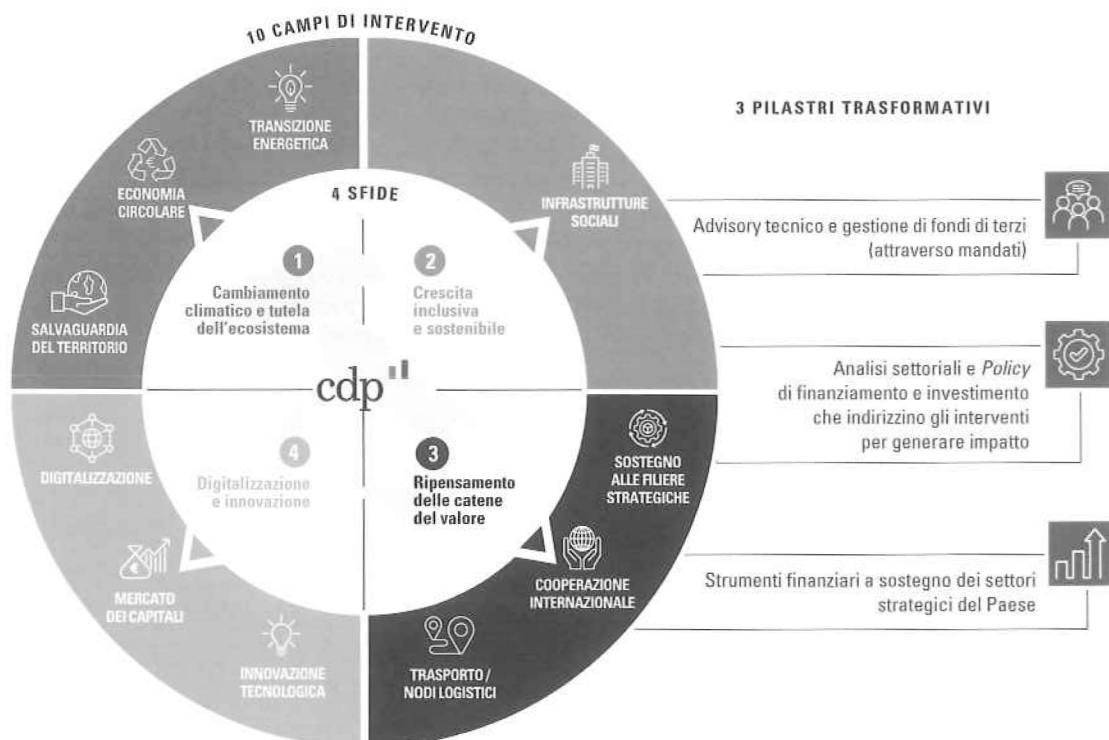 10 CAMPI DI INTERVENTO
TRANSIZIONE
ENERGETICA
ECONOMIA
CIRCOLARE
SALVAGUARDIA
DEL TERRITORIO
INFRASTRUTTURE
SOCIALI
4 SFIDE
1
Cambiamento
climatico e tutela
dell'ecosistema
2
Crescita
inclusiva
e sostenibile
cdp
4
Digitalizzazione
e innovazione
3
Ripensamento
delle catene
del valore
DIGITALIZZAZIONE
MERCATO
DEI CAPITALI
INNOVAZIONE
TECNOLOGICA
SOSTEGNO
ALLE FILIERE
STRATEGICHE
COOPERAZIONE
INTERNAZIONALE
TRASPORTO /
NODI LOGISTICI
3 PILASTRI TRASFORMATIVI
Advisory tecnico e gestione di fondi di terzi
(attraverso mandati)
Analisi settoriali e Policy
di finanziamento e investimento
che indirizzino gli interventi
per generare impatto
Strumenti finanziari a sostegno dei settori
strategici del Paese